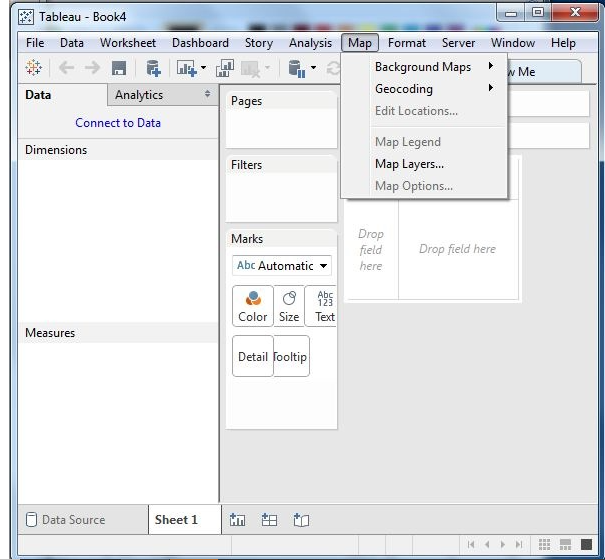 Tableau - Book4
File Data Worksheet Dashboard Story Analysis Map Format Server Window Help
Background Maps
Geocoding
Edit Locations...
Map Legend
Map Layers...
Map Options...
Me
Data Analytics
Connect to Data
Dimensions
Measures
Pages
Filters
Marks
Abc Automatic
Color Size Abc 123 Text
Detail Tooltip
Drop field here
Drop field here
Data Source Sheet 1